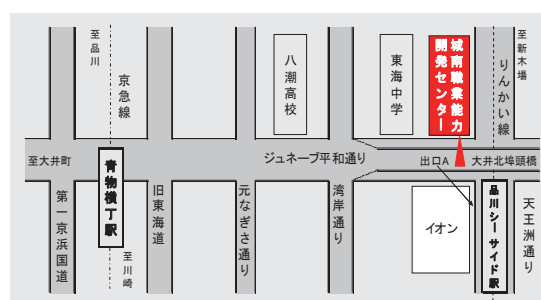 至品川
京急線
八潮高校
東海中学
城南職業能力
開発センター
りんかい線
至新木場
至大井町
青物横丁駅
ジュネーブ平和通り
出口A
大井北埠頭橋
第一京浜国道
至川崎
旧東海道
元なぎさ通り
湾岸通り
イオン
品川シーサイド駅
天王洲通り